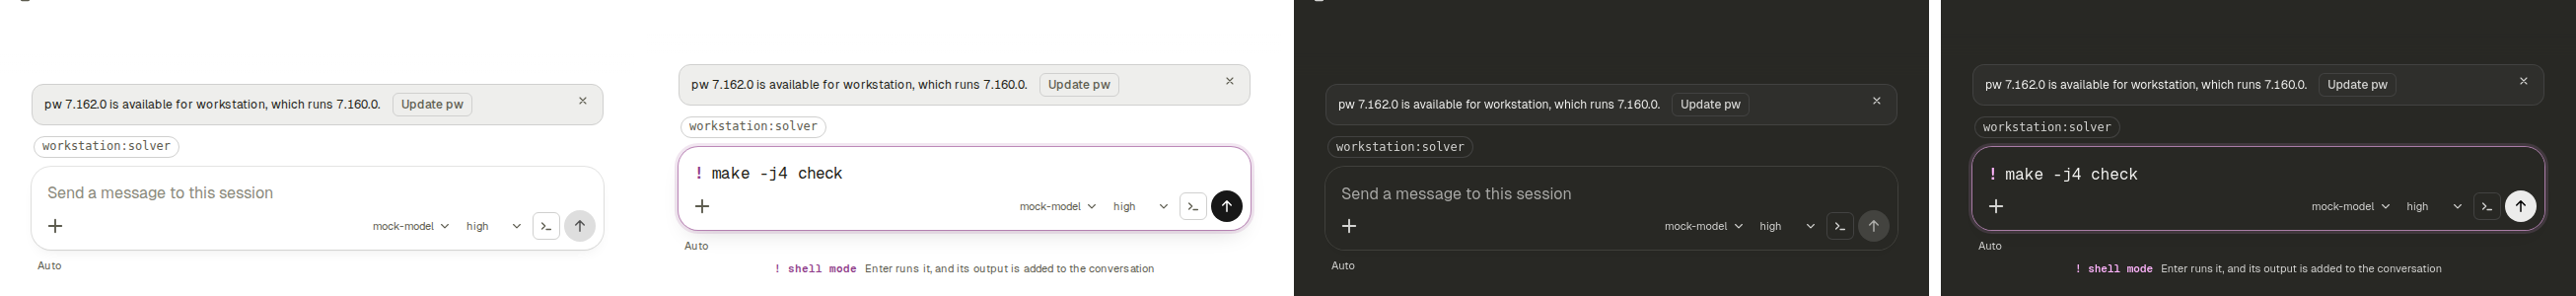 pw 7.162.0 is available for workstation, which runs 7.160.0. Update pw
workstation:solver
Send a message to this session
mock-model high
Auto
pw 7.162.0 is available for workstation, which runs 7.160.0. Update pw
workstation:solver
! make -j4 check
mock-model high
Auto
! shell mode Enter runs it, and its output is added to the conversation
pw 7.162.0 is available for workstation, which runs 7.160.0. Update pw
workstation:solver
Send a message to this session
mock-model high
Auto
pw 7.162.0 is available for workstation, which runs 7.160.0. Update pw
workstation:solver
! make -j4 check
mock-model high
Auto
! shell mode Enter runs it, and its output is added to the conversation